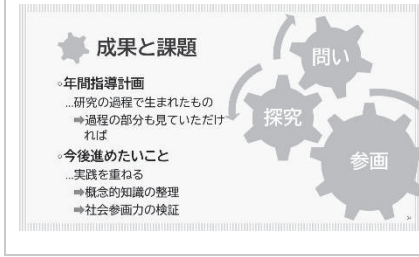 成果と課題
◦年間指導計画
…研究の過程で生まれたもの
➡過程の部分も見ていただけ
れば
◦今後進めたいこと
…実践を重ねる
➡概念的知識の整理
➡社会参画力の検証
問い
探究
参画